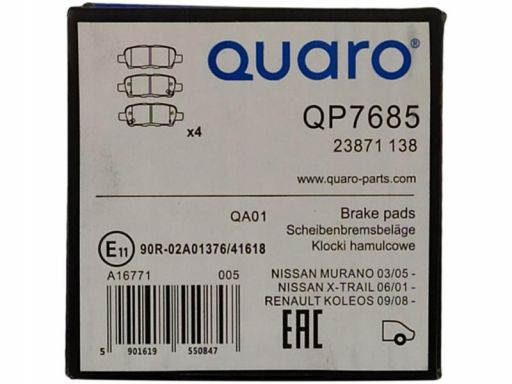 quaro®
x4
QP7685
23871 138
www.quaro-parts.com
QA01
Brake pads
Scheibenbremsbeläge
Klocki hamulcowe
E11 90R-02A01376/41618
A16771 005
NISSAN MURANO 03/05 -
NISSAN X-TRAIL 06/01 -
RENAULT KOLEOS 09/08 -
EAC
5 901619 550847